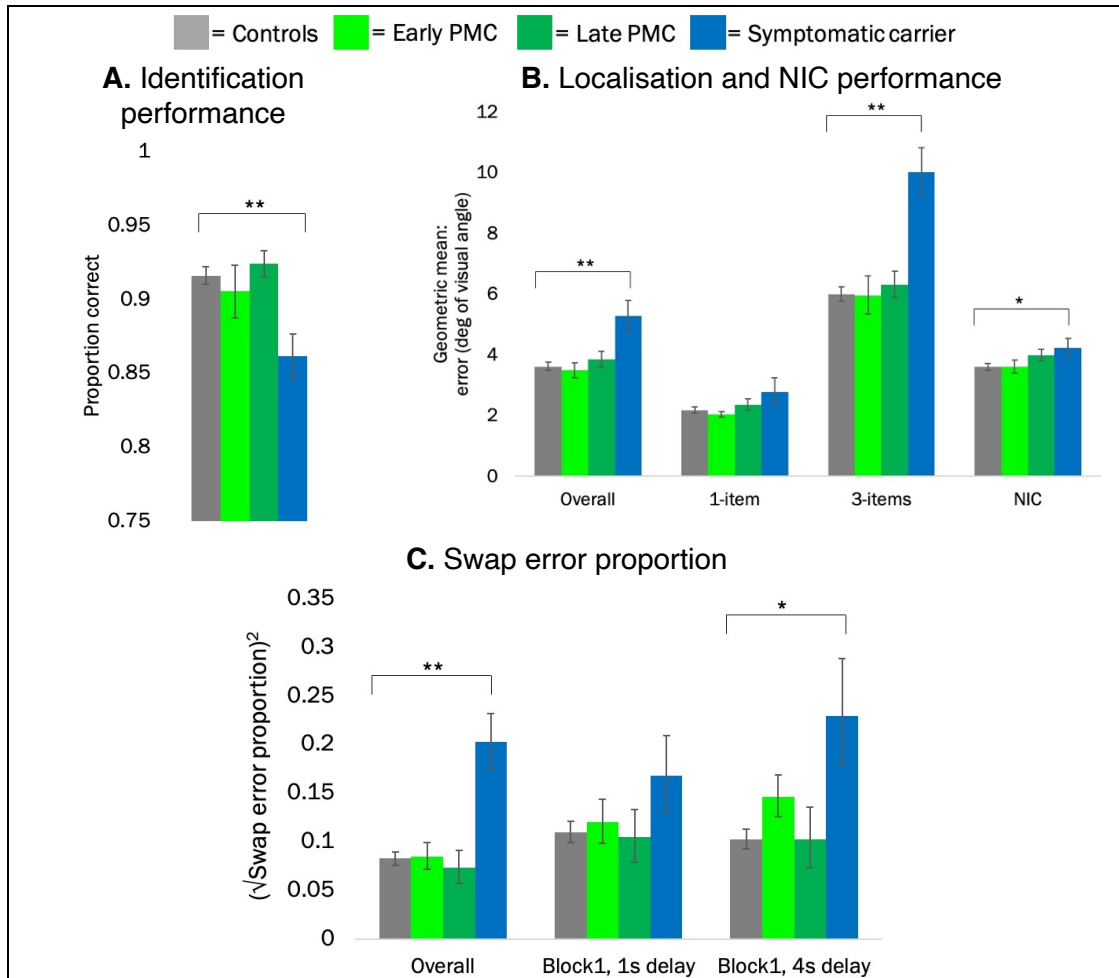 = Controls = Early PMC = Late PMC = Symptomatic carrier
A. Identification
performance
1
0.95
0.9
0.85
0.8
0.75
Proportion correct
**
B. Localisation and NIC performance
12
10
8
6
4
2
0
Geometric mean:
error (deg of visual angle)
**
**
*
Overall 1-item 3-items NIC
C. Swap error proportion
0.35
0.3
0.25
0.2
0.15
0.1
0.05
0
(√Swap error proportion)²
**
*
Overall Block1, 1s delay Block1, 4s delay